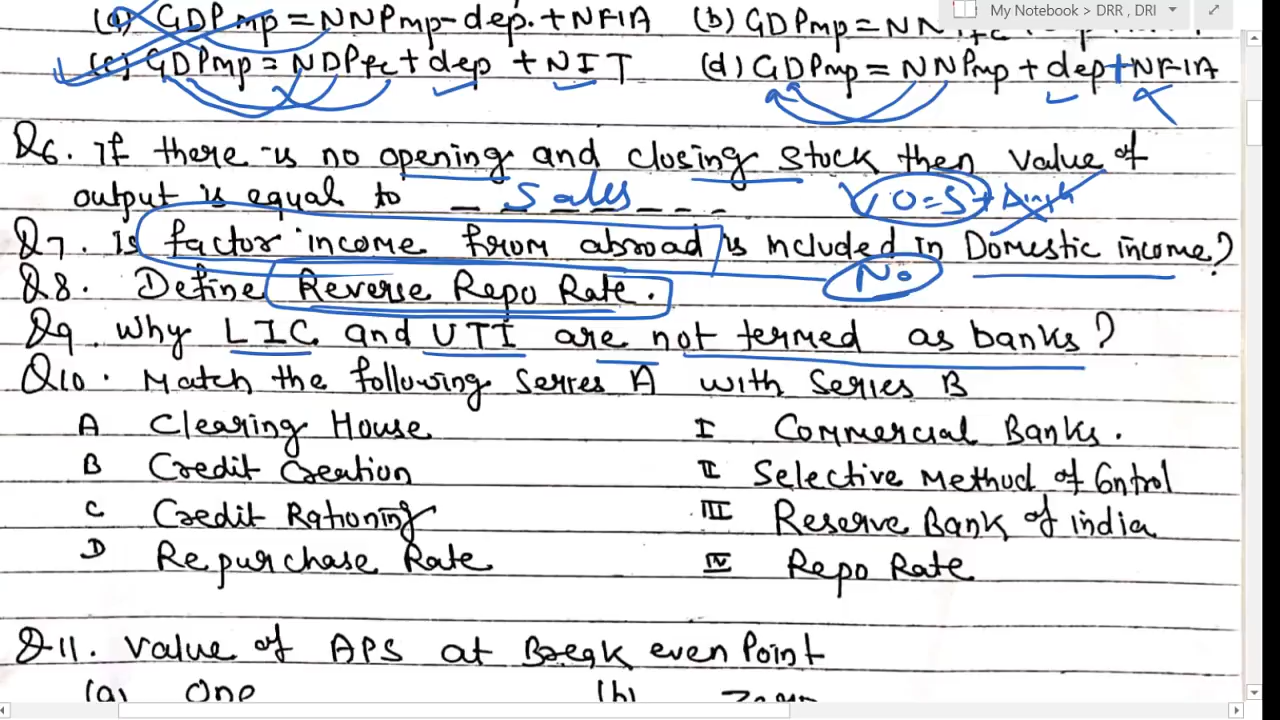 My Notebook > DRR , DRI
(a) GDPmp = NNPmp - dep. + NFIA (b) GDPmp = NN
(c) GDPmp = NDPfc + dep + NIT (d) GDPmp = NNPmp + dep + NFIA
Q6. If there is no opening and closing stock then value of
output is equal to _ Sales _ _ _ VO = S +
Q7. Is factor income from abroad is included in Domestic income?
No
Q8. Define Reverse Repo Rate.
Q9 why LIC and UTI are not termed as banks?
Q10. Match the following Series A with Series B
A Clearing House I Commercial Banks.
B Credit Creation II Selective Method of Control
C Credit Rationing III Reserve Bank of india
D Repurchase Rate IV Repo Rate
Q-11. Value of APS at Break even Point
(a) One (b) Zero